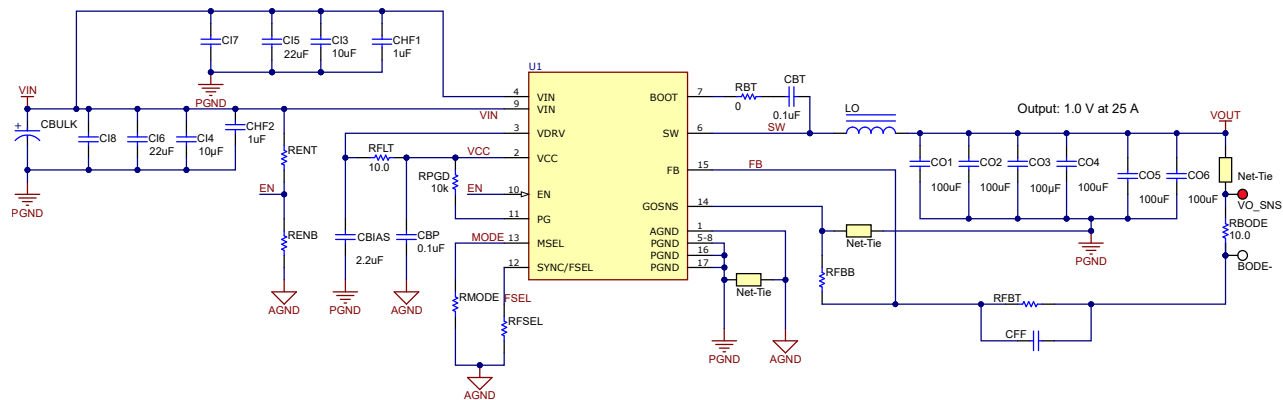 CI7
CI5
22uF
CI3
10uF
CHF1
1uF
PGND
VIN
CBULK
+
CI8
CI6
22uF
CI4
10µF
CHF2
1uF
PGND
VIN
RENT
EN
RENB
AGND
RFLT
10.0
VCC
RPGD
10k
EN
CBIAS
2.2uF
PGND
CBP
0.1uF
AGND
MODE
RMODE
FSEL
RFSEL
AGND
U1
4 VIN
9 VIN
3 VDRV
2 VCC
10 EN
11 PG
13 MSEL
12 SYNC/FSEL
BOOT 7
SW 6
FB 15
GOSNS 14
AGND 1
PGND 5-8
PGND 16
PGND 17
RBT
0
CBT
0.1uF
SW
LO
FB
Output: 1.0 V at 25 A
VOUT
CO1
100uF
CO2
100uF
CO3
100µF
CO4
100uF
CO5
100uF
CO6
100uF
PGND
Net-Tie
VO_SNS
RBODE
10.0
BODE-
Net-Tie
RFBB
RFBT
CFF
Net-Tie
PGND
AGND